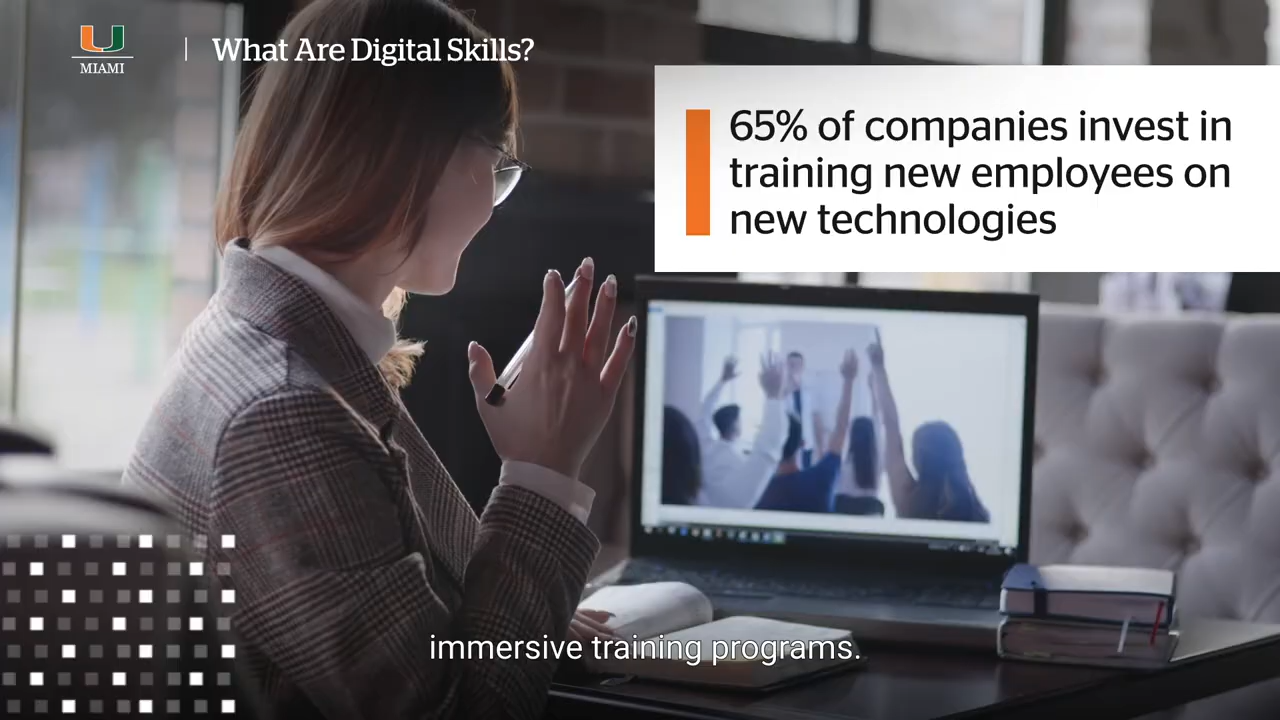 MIAMI
What Are Digital Skills?
65% of companies invest in
training new employees on
new technologies
immersive training programs.